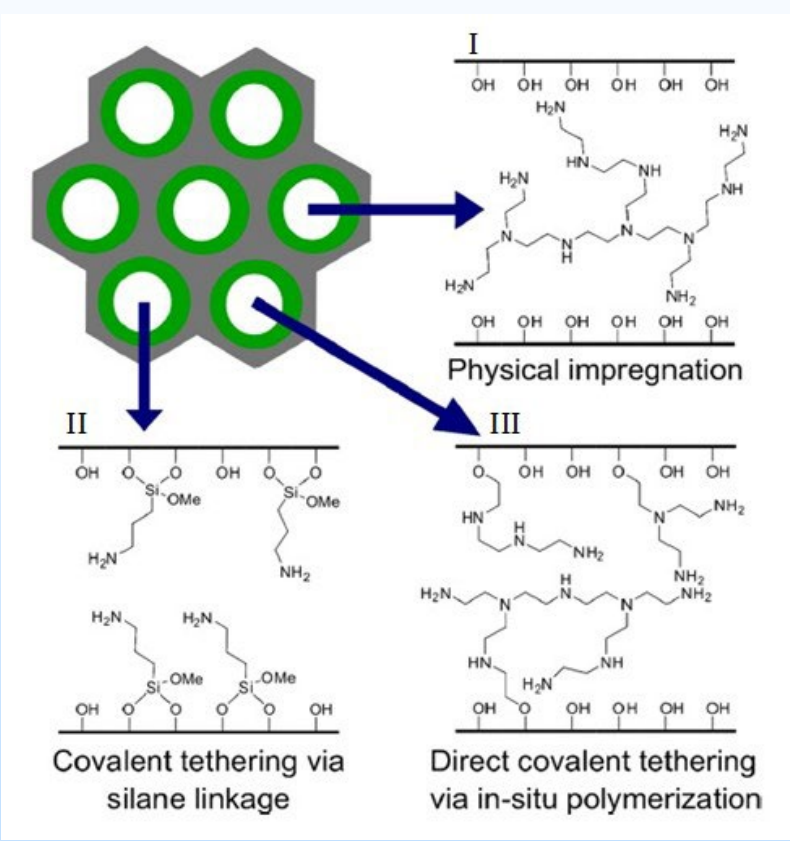 I
OH OH OH OH OH OH
H₂N
H₂N
HN NH
H₂N
NH
N N N N
H
H₂N
NH₂
OH OH OH OH OH OH
Physical impregnation
II
OH O O OH O O
Si OMe Si OMe
H₂N
NH₂
H₂N H₂N
Si OMe Si OMe
OH O O O O OH
Covalent tethering via
silane linkage
III
O OH OH O OH OH
NH₂
HN H N
N
NH₂
NH₂
H
H₂N N N N NH₂
HN NH
H₂N
OH O OH OH OH OH
Direct covalent tethering
via in-situ polymerization